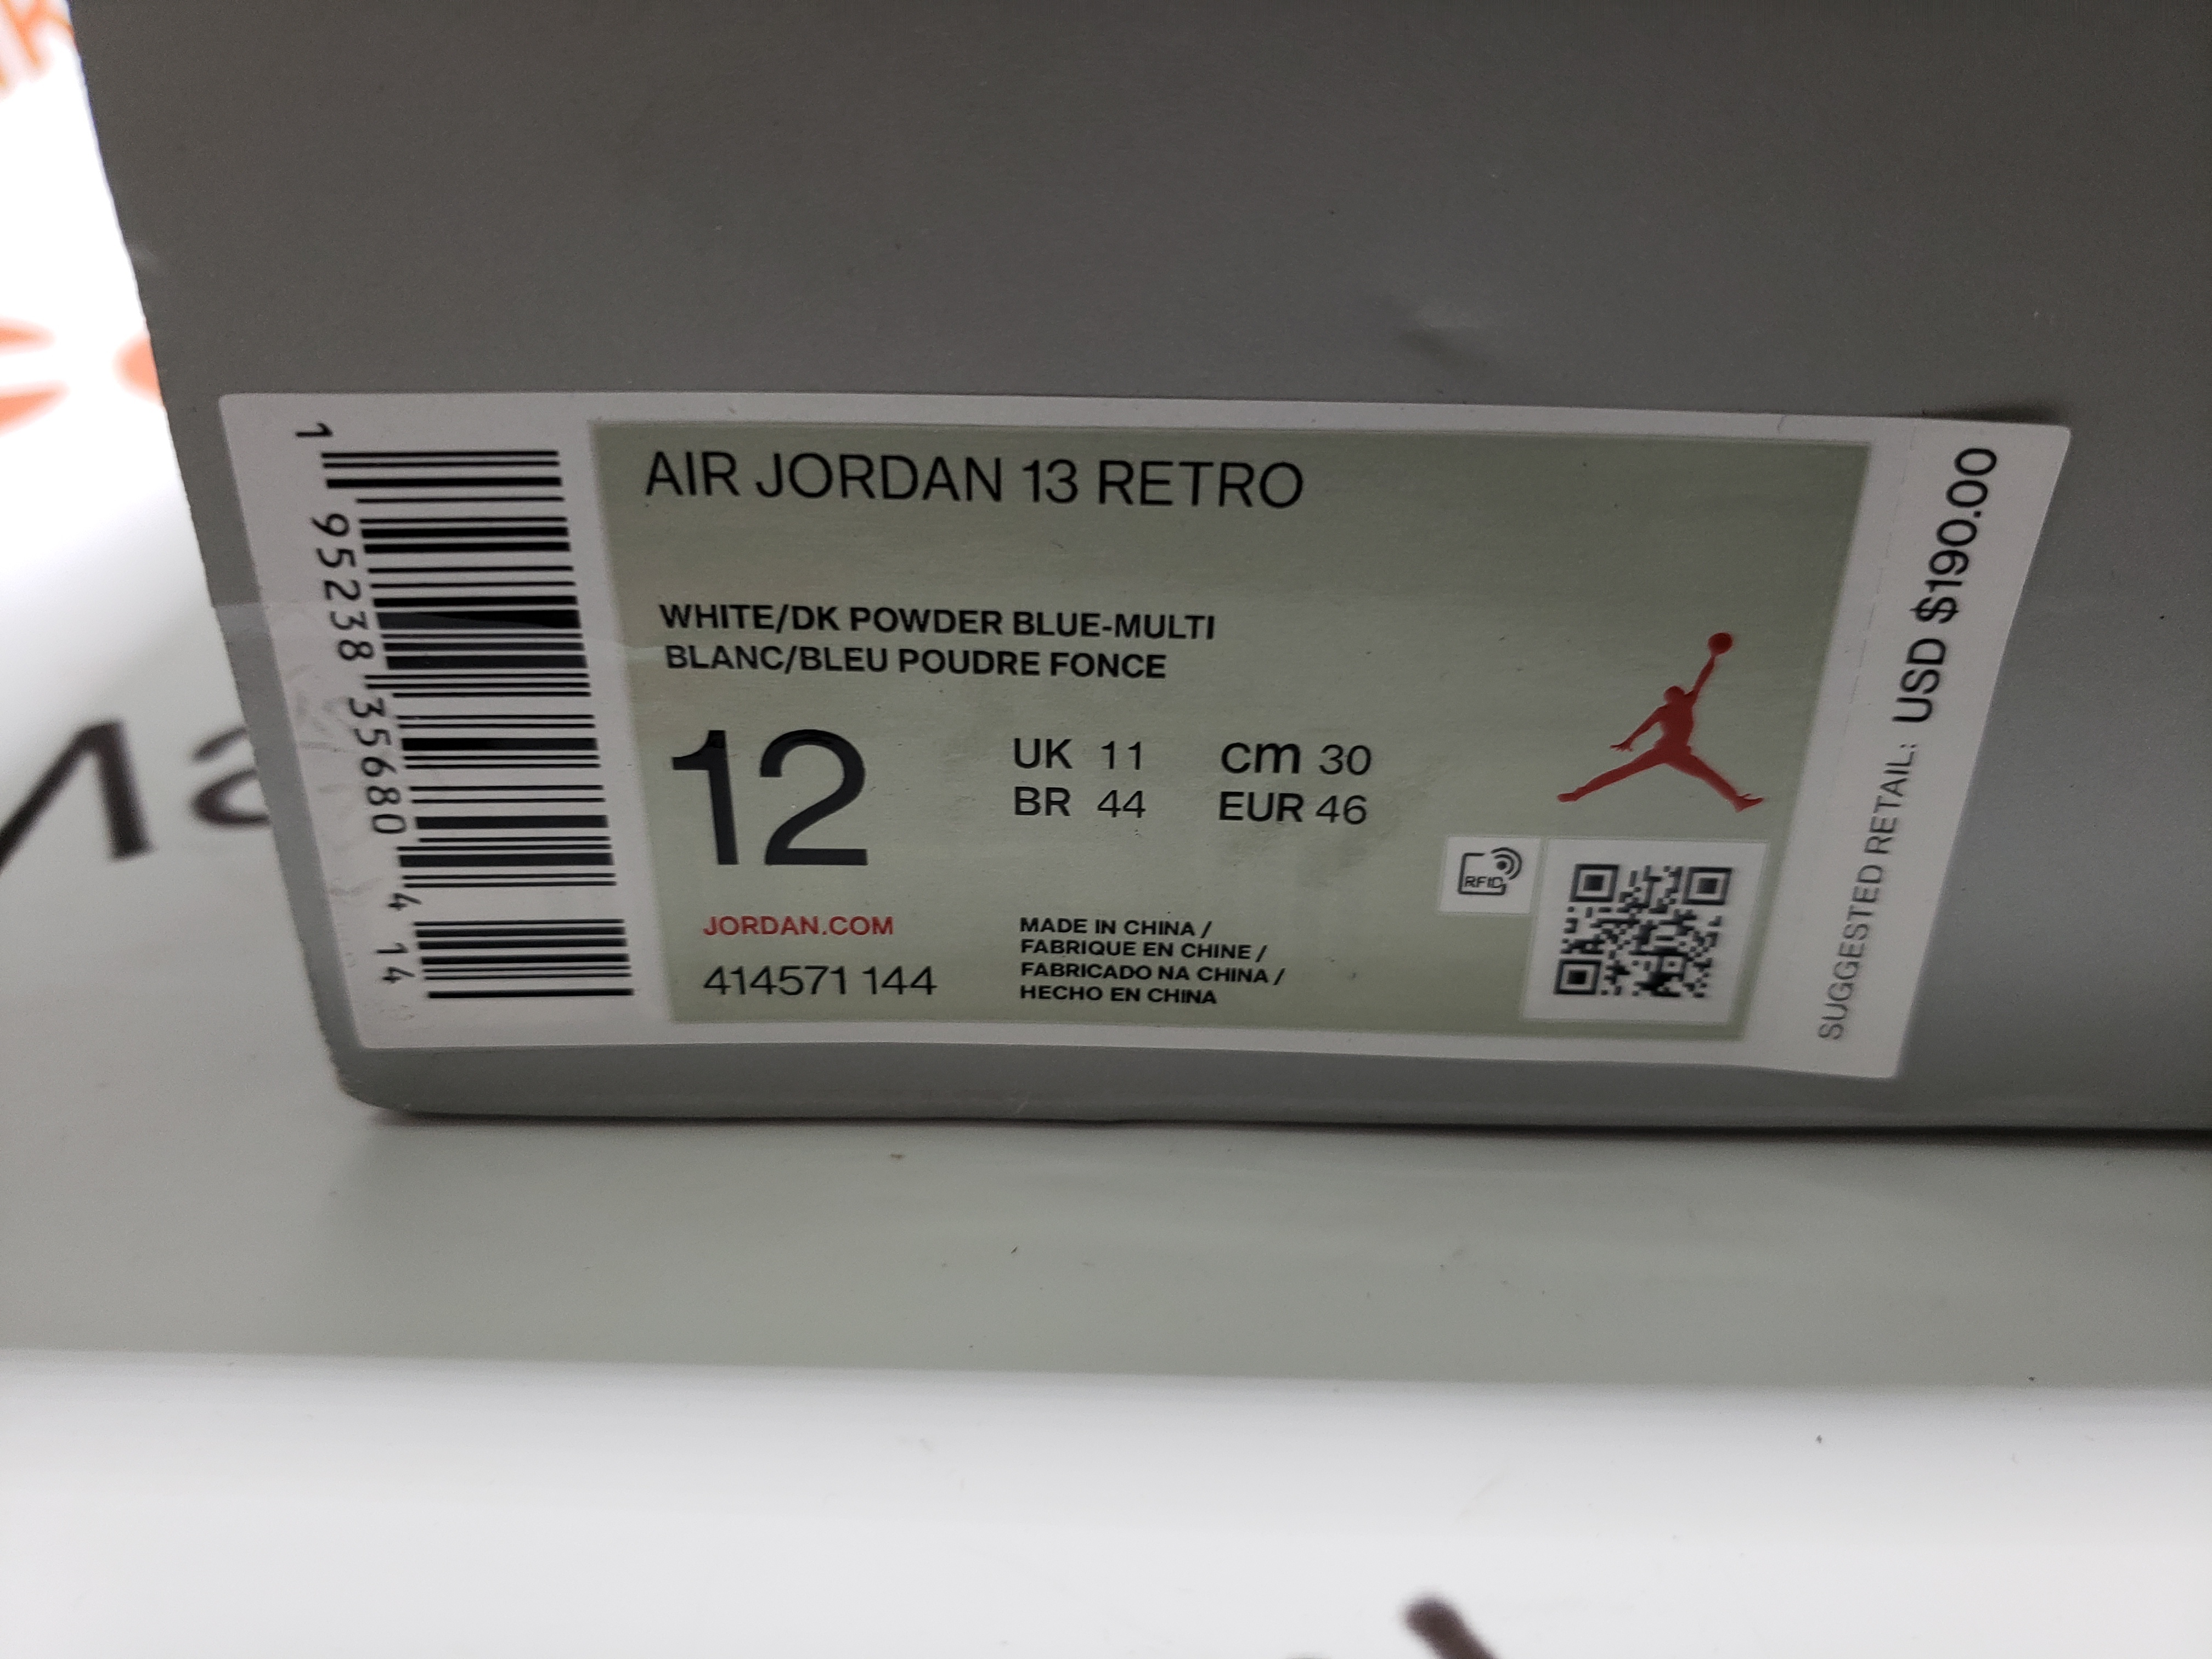 AIR JORDAN 13 RETRO
WHITE/DK POWDER BLUE-MULTI
BLANC/BLEU POUDRE FONCE
12
UK 11
cm 30
BR 44
EUR 46
JORDAN.COM
414571 144
MADE IN CHINA /
FABRIQUE EN CHINE /
FABRICADO NA CHINA /
HECHO EN CHINA
RFID
SUGGESTED RETAIL: USD $190.00
1 95238 35680 4 14